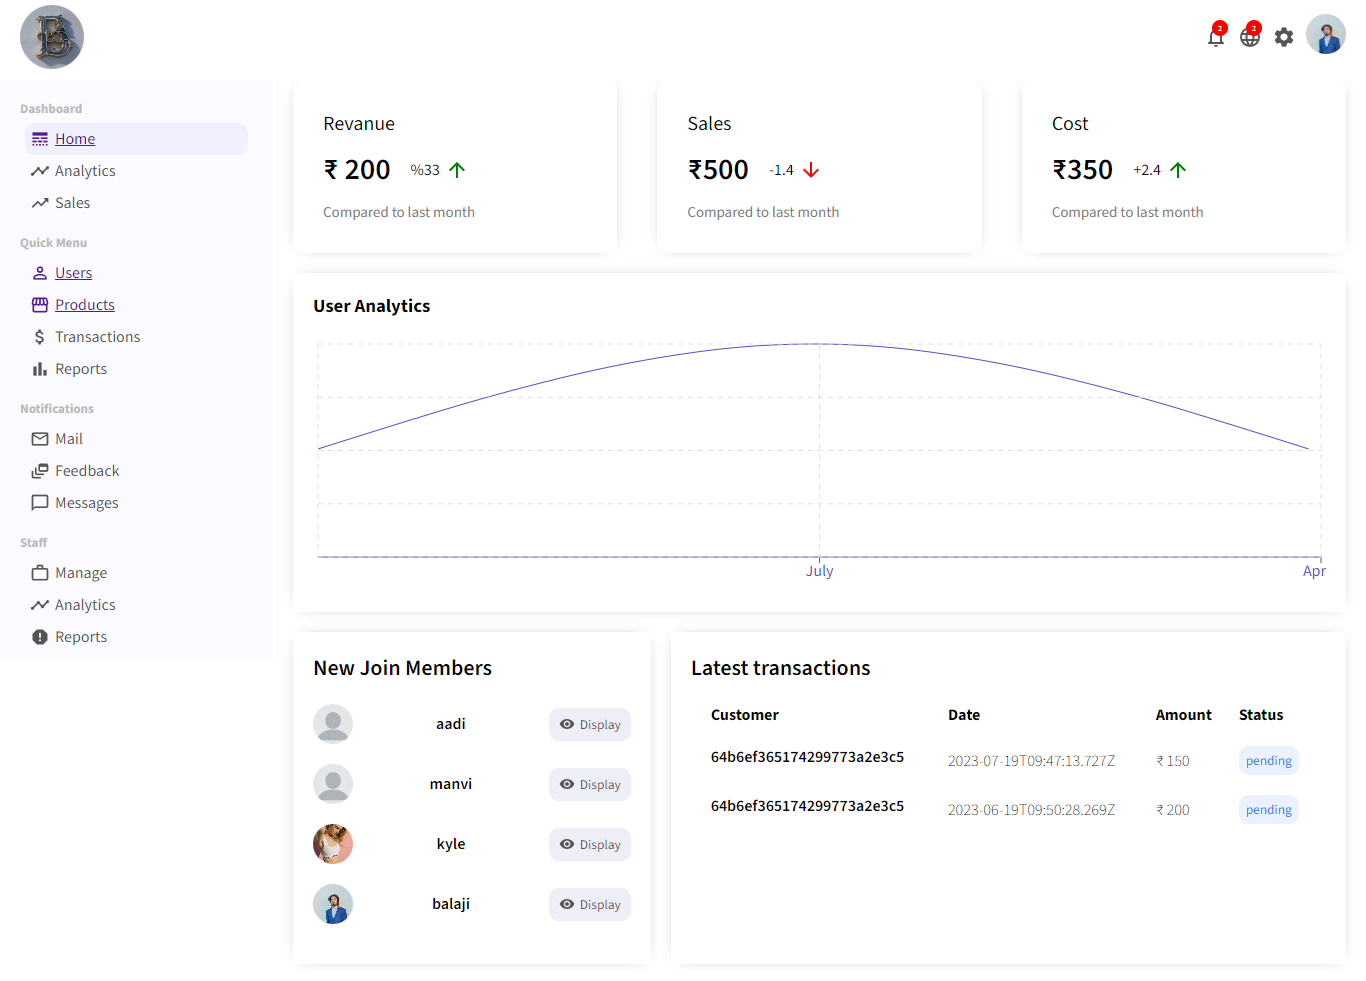 B
2
2
Dashboard
Home
Analytics
Sales
Quick Menu
Users
Products
Transactions
Reports
Notifications
Mail
Feedback
Messages
Staff
Manage
Analytics
Reports
Revanue
₹ 200 %33
Compared to last month
Sales
₹500 -1.4
Compared to last month
Cost
₹350 +2.4
Compared to last month
User Analytics
July Apr
New Join Members
aadi Display
manvi Display
kyle Display
balaji Display
Latest transactions
Customer Date Amount Status
64b6ef365174299773a2e3c5 2023-07-19T09:47:13.727Z ₹ 150 pending
64b6ef365174299773a2e3c5 2023-06-19T09:50:28.269Z ₹ 200 pending